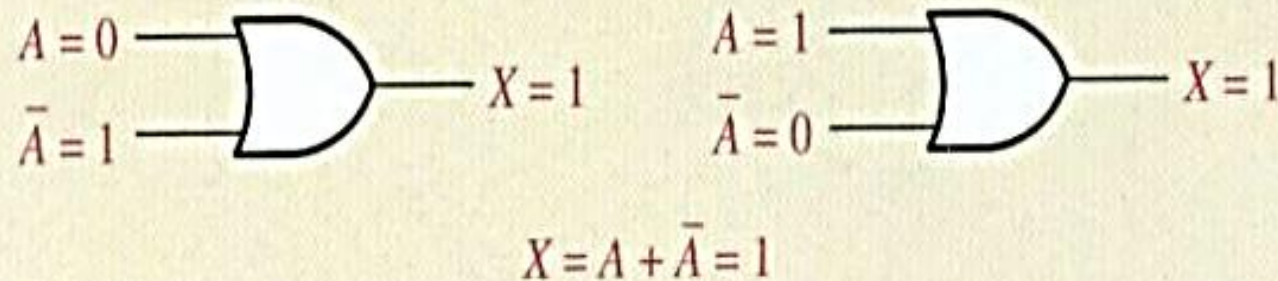 A = 0
X = 1
Ā = 1
A = 1
X = 1
Ā = 0
X = A + Ā = 1